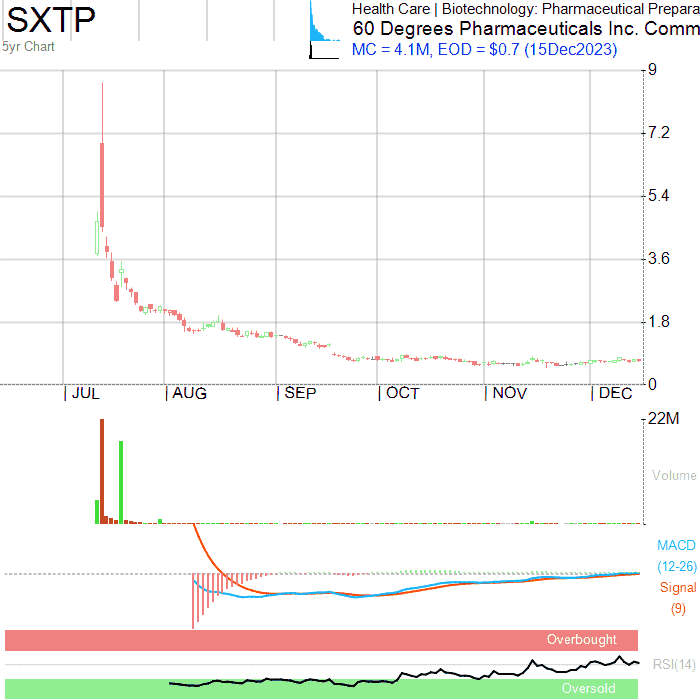 SXTP
5yr Chart
Health Care | Biotechnology: Pharmaceutical Prepara
60 Degrees Pharmaceuticals Inc. Comm
MC = 4.1M, EOD = $0.7 (15Dec2023)
9
7.2
5.4
3.6
1.8
0
| JUL | AUG | SEP | OCT | NOV | DEC
22M
Volume
MACD
(12-26)
Signal
(9)
Overbought
RSI(14)
Oversold